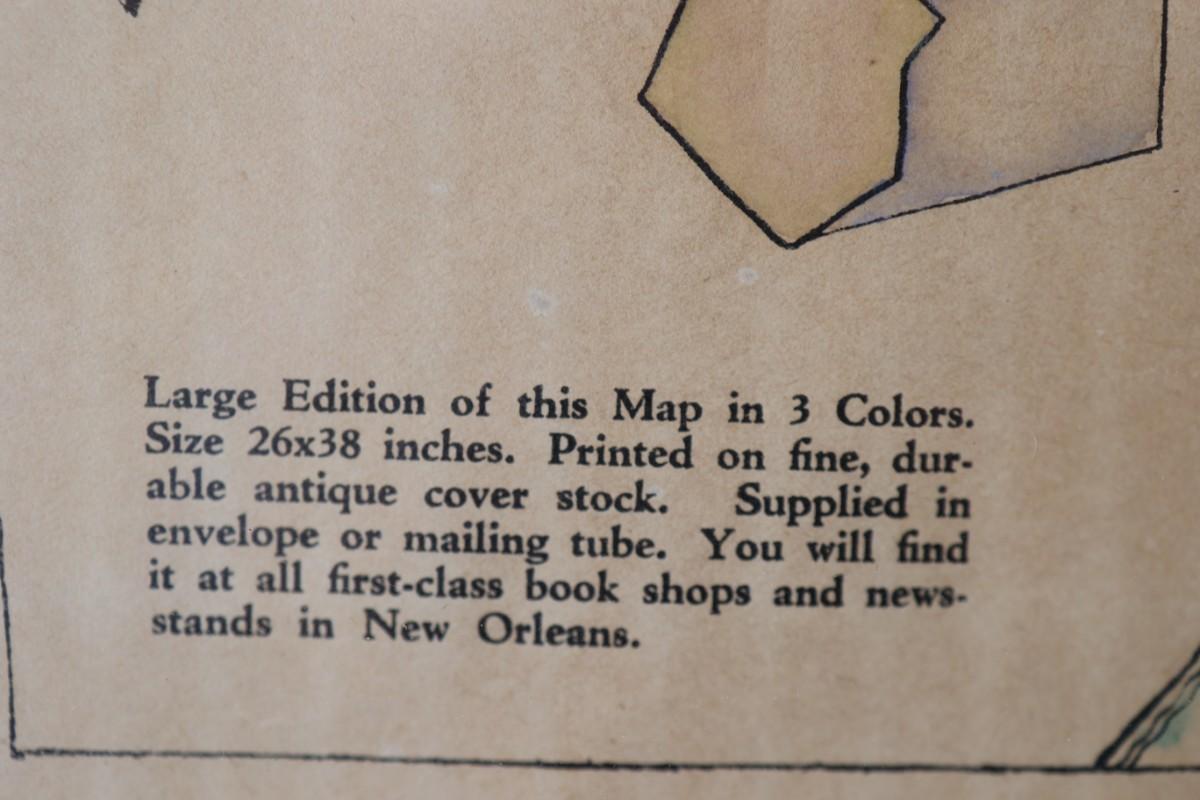 Large Edition of this Map in 3 Colors.
Size 26x38 inches. Printed on fine, dur-
able antique cover stock. Supplied in
envelope or mailing tube. You will find
it at all first-class book shops and news-
stands in New Orleans.